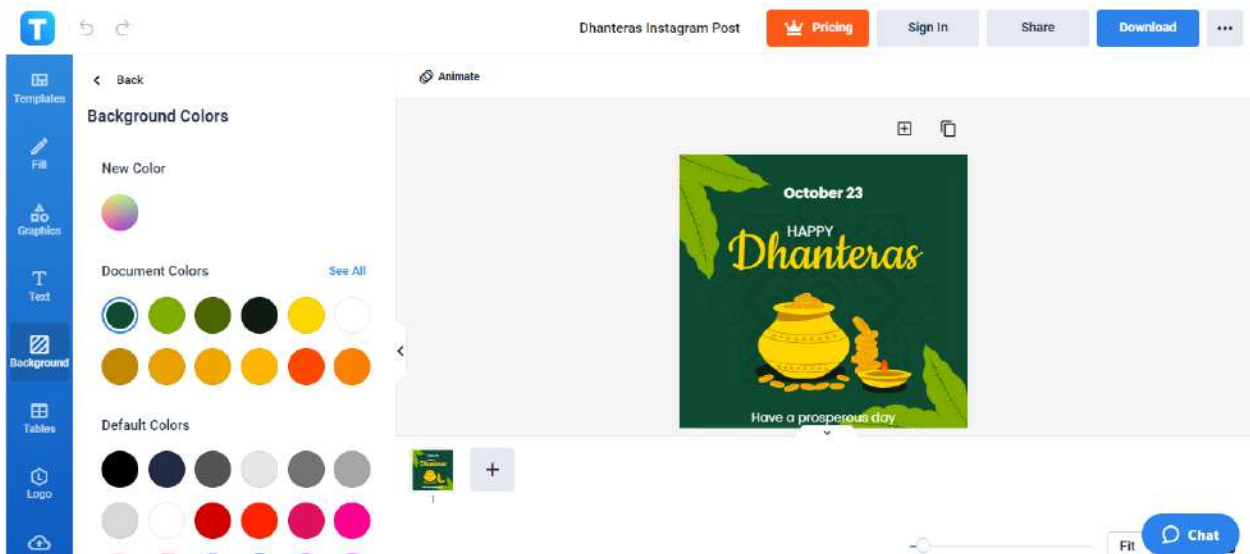 T
Dhanteras Instagram Post
Pricing
Sign In
Share
Download
Templates
Fill
Graphics
Text
Background
Tables
Logo
Back
Background Colors
New Color
Document Colors
See All
Default Colors
Animate
October 23
HAPPY
Dhanteras
Have a prosperous day
1
Fit
Chat